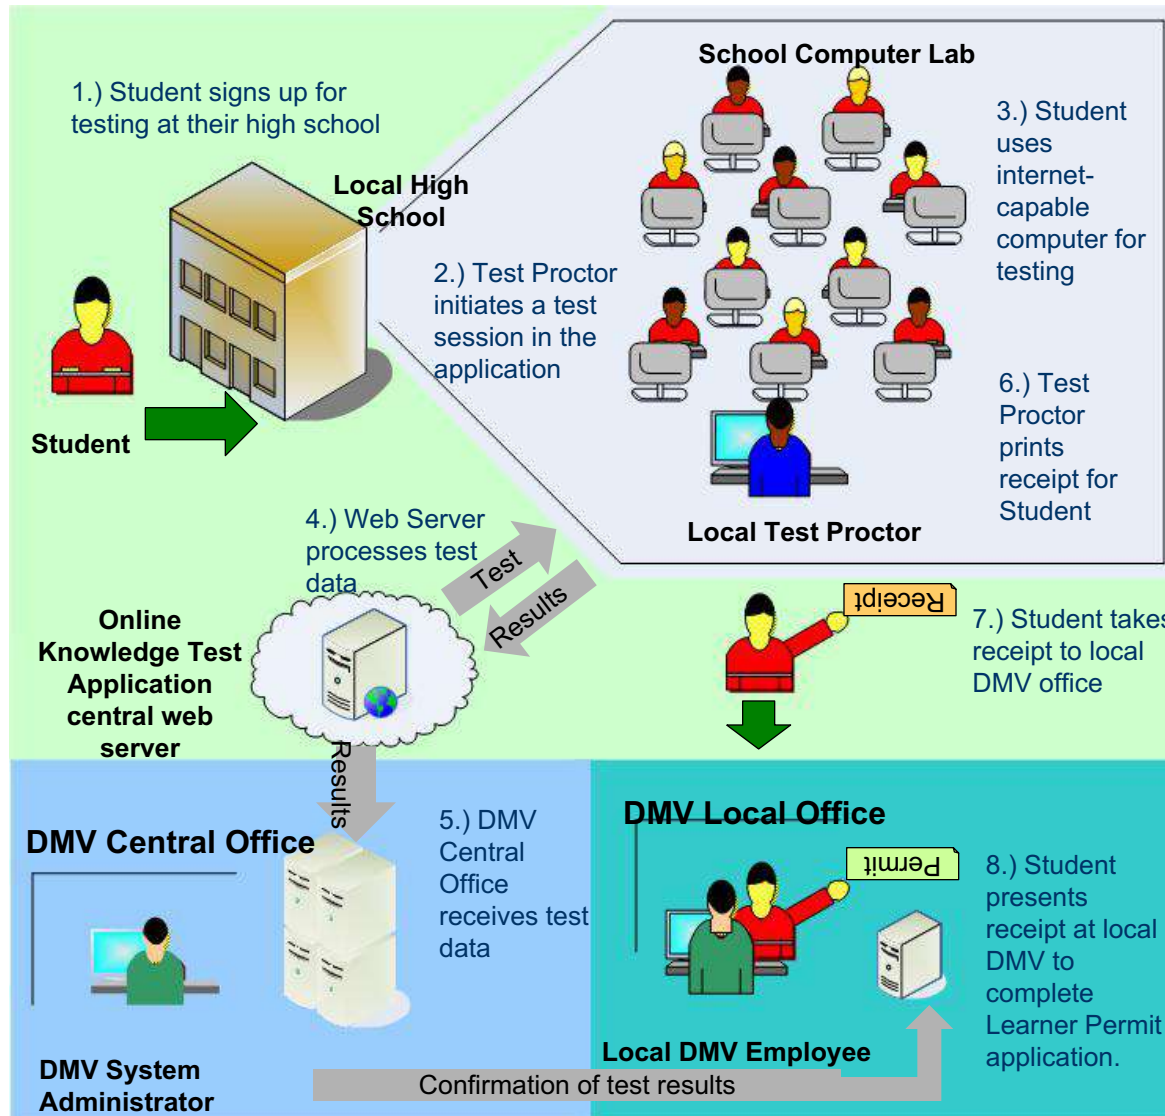 1.) Student signs up for
testing at their high school
Local High
School
Student
2.) Test Proctor
initiates a test
session in the
application
School Computer Lab
3.) Student
uses
internet-
capable
computer for
testing
6.) Test
Proctor
prints
receipt for
Student
Local Test Proctor
4.) Web Server
processes test
data
Test
Results
Online
Knowledge Test
Application
central web
server
Results
Receipt
7.) Student takes
receipt to local
DMV office
DMV Central Office
5.) DMV
Central
Office
receives test
data
DMV System
Administrator
DMV Local Office
Permit
8.) Student
presents
receipt at local
DMV to
complete
Learner Permit
application.
Local DMV Employee
Confirmation of test results